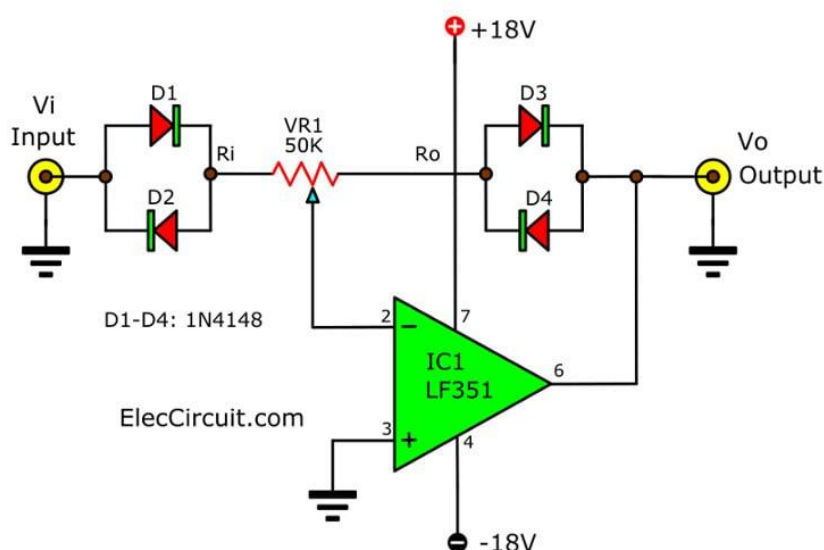 +18V
D1
D3
Vi
Input
VR1
50K
Ri
Ro
Vo
Output
D2
D4
D1-D4: 1N4148
2
7
−
IC1
LF351
6
ElecCircuit.com
3
+
4
-18V